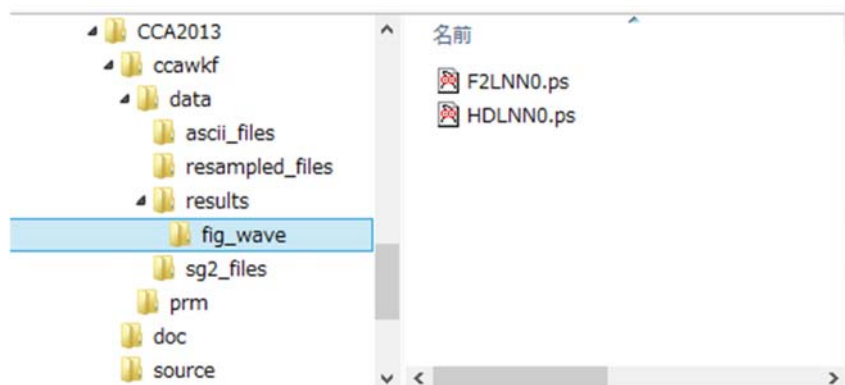 CCA2013
ccawkf
data
ascii_files
resampled_files
results
fig_wave
sg2_files
prm
doc
source
名前
F2LNN0.ps
HDLNN0.ps